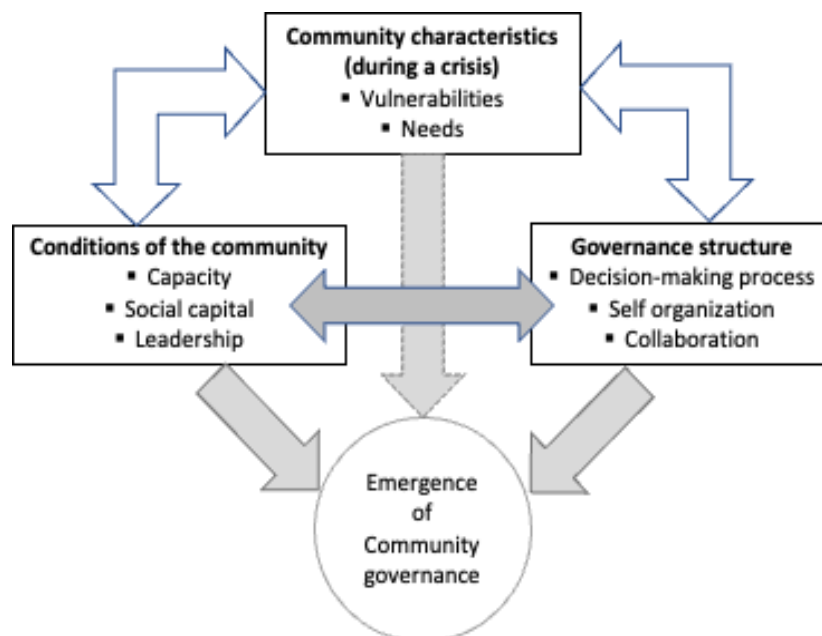 Community characteristics
(during a crisis)
▪ Vulnerabilities
▪ Needs
Conditions of the community
▪ Capacity
▪ Social capital
▪ Leadership
Governance structure
▪ Decision-making process
▪ Self organization
▪ Collaboration
Emergence
of
Community
governance